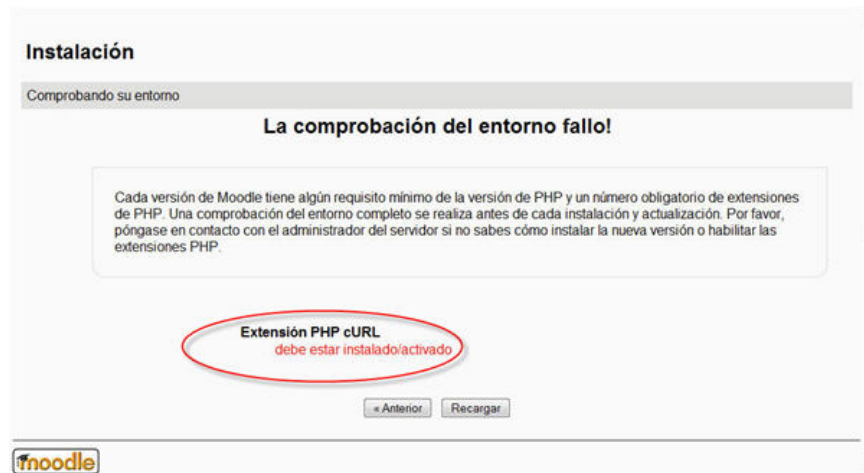 Instalación
Comprobando su entorno
La comprobación del entorno fallo!
Cada versión de Moodle tiene algún requisito mínimo de la versión de PHP y un número obligatorio de extensiones
de PHP. Una comprobación del entorno completo se realiza antes de cada instalación y actualización. Por favor,
póngase en contacto con el administrador del servidor si no sabes cómo instalar la nueva versión o habilitar las
extensiones PHP.
Extensión PHP cURL
debe estar instalado/activado
« Anterior Recargar
moodle